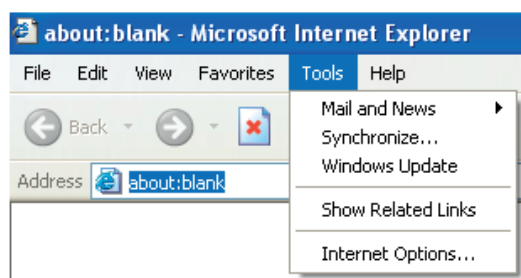 about:blank - Microsoft Internet Explorer
File Edit View Favorites Tools Help
Mail and News
Back
Synchronize...
Windows Update
Address about:blank
Show Related Links
Internet Options...